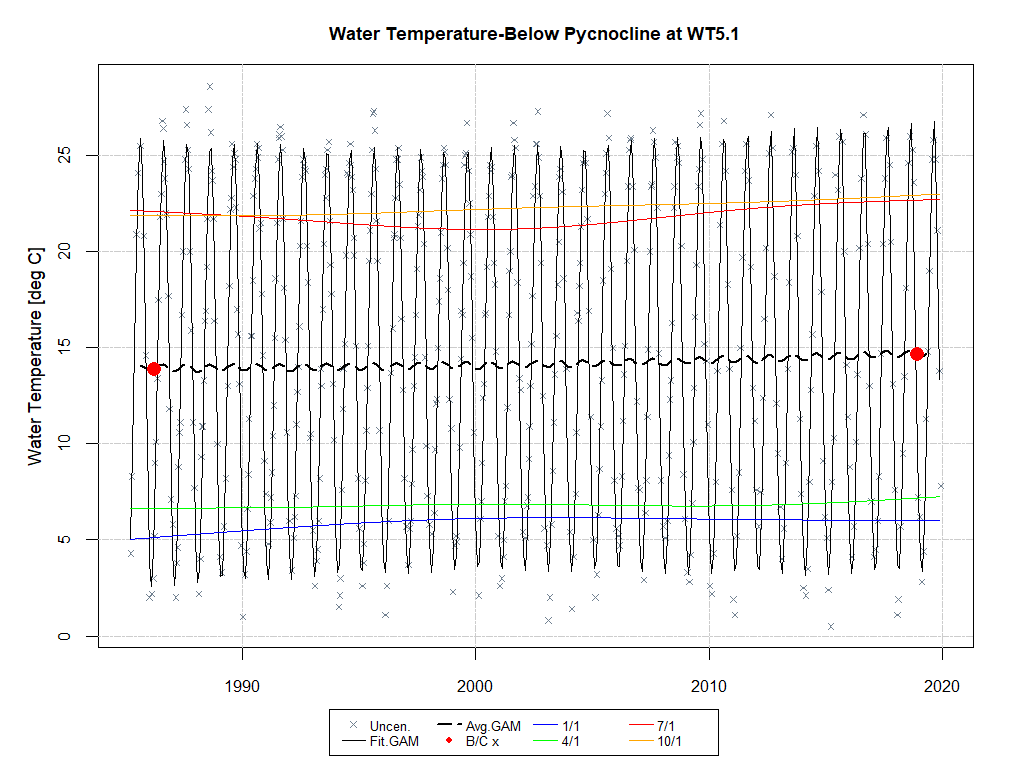 Water Temperature-Below Pycnocline at WT5.1
Water Temperature [deg C]
25
20
15
10
5
0
1990 2000 2010 2020
Uncen. Avg.GAM 1/1 7/1
Fit.GAM B/C x 4/1 10/1